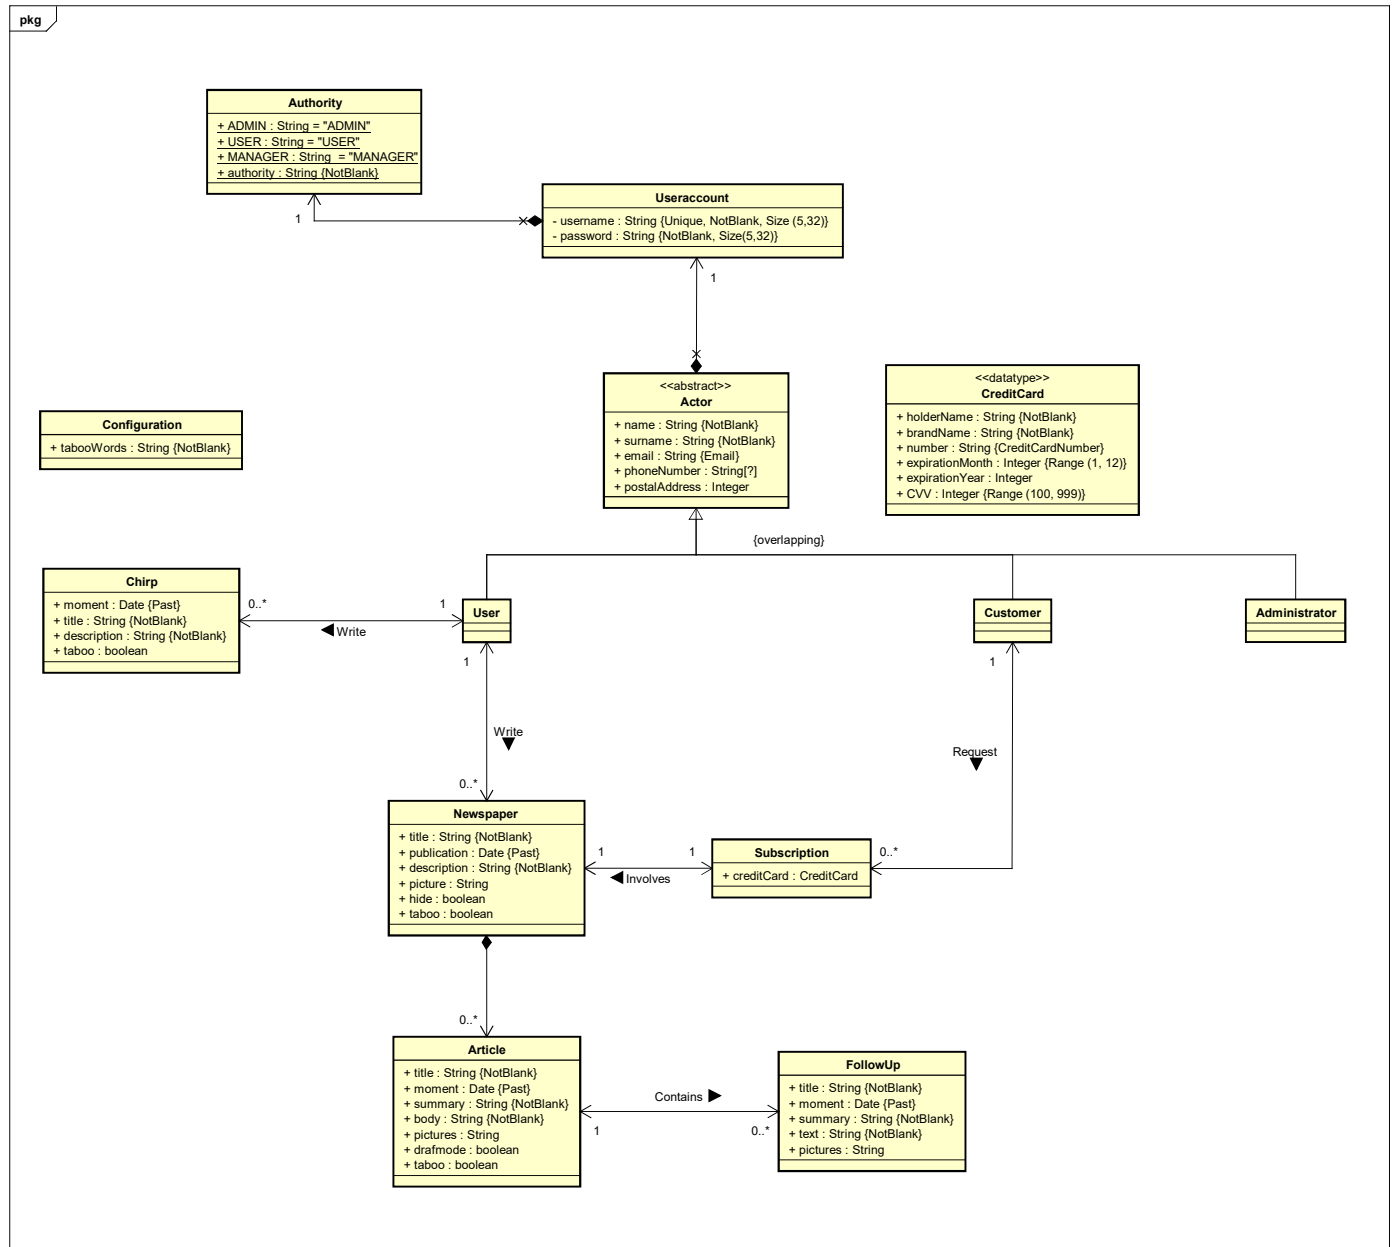 pkg
Authority
+ ADMIN : String = "ADMIN"
+ USER : String = "USER"
+ MANAGER : String = "MANAGER"
+ authority : String {NotBlank}
1
Useraccount
- username : String {Unique, NotBlank, Size (5,32)}
- password : String {NotBlank, Size(5,32)}
1
<<abstract>>
Actor
+ name : String {NotBlank}
+ surname : String {NotBlank}
+ email : String {Email}
+ phoneNumber : String[?]
+ postalAddress : Integer
<<datatype>>
CreditCard
+ holderName : String {NotBlank}
+ brandName : String {NotBlank}
+ number : String {CreditCardNumber}
+ expirationMonth : Integer {Range (1, 12)}
+ expirationYear : Integer
+ CVV : Integer {Range (100, 999)}
Configuration
+ tabooWords : String {NotBlank}
{overlapping}
Chirp
+ moment : Date {Past}
+ title : String {NotBlank}
+ description : String {NotBlank}
+ taboo : boolean
0..*
1
Write
User
Customer
Administrator
1
1
Write
Request
0..*
Newspaper
+ title : String {NotBlank}
+ publication : Date {Past}
+ description : String {NotBlank}
+ picture : String
+ hide : boolean
+ taboo : boolean
1
1
Involves
Subscription
+ creditCard : CreditCard
0..*
0..*
Article
+ title : String {NotBlank}
+ moment : Date {Past}
+ summary : String {NotBlank}
+ body : String {NotBlank}
+ pictures : String
+ drafmode : boolean
+ taboo : boolean
Contains
1
0..*
FollowUp
+ title : String {NotBlank}
+ moment : Date {Past}
+ summary : String {NotBlank}
+ text : String {NotBlank}
+ pictures : String